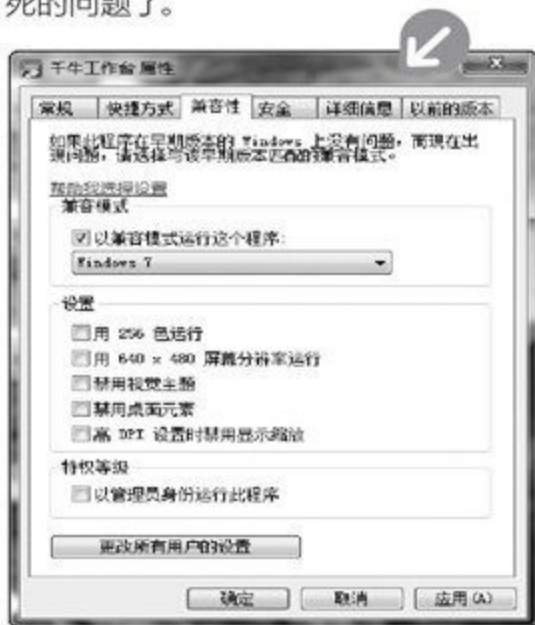 死的问题了。
千牛工作台 属性
常规 快捷方式 兼容性 安全 详细信息 以前的版本
如果此程序在早期版本的 Windows 上没有问题，而现在出
现问题，请选择与该早期版本匹配的兼容模式。
帮助我选择设置
兼容模式
以兼容模式运行这个程序:
Windows 7
设置
用 256 色运行
用 640 x 480 屏幕分辨率运行
禁用视觉主题
禁用桌面元素
高 DPI 设置时禁用显示缩放
特权等级
以管理员身份运行此程序
更改所有用户的设置
确定 取消 应用(A)